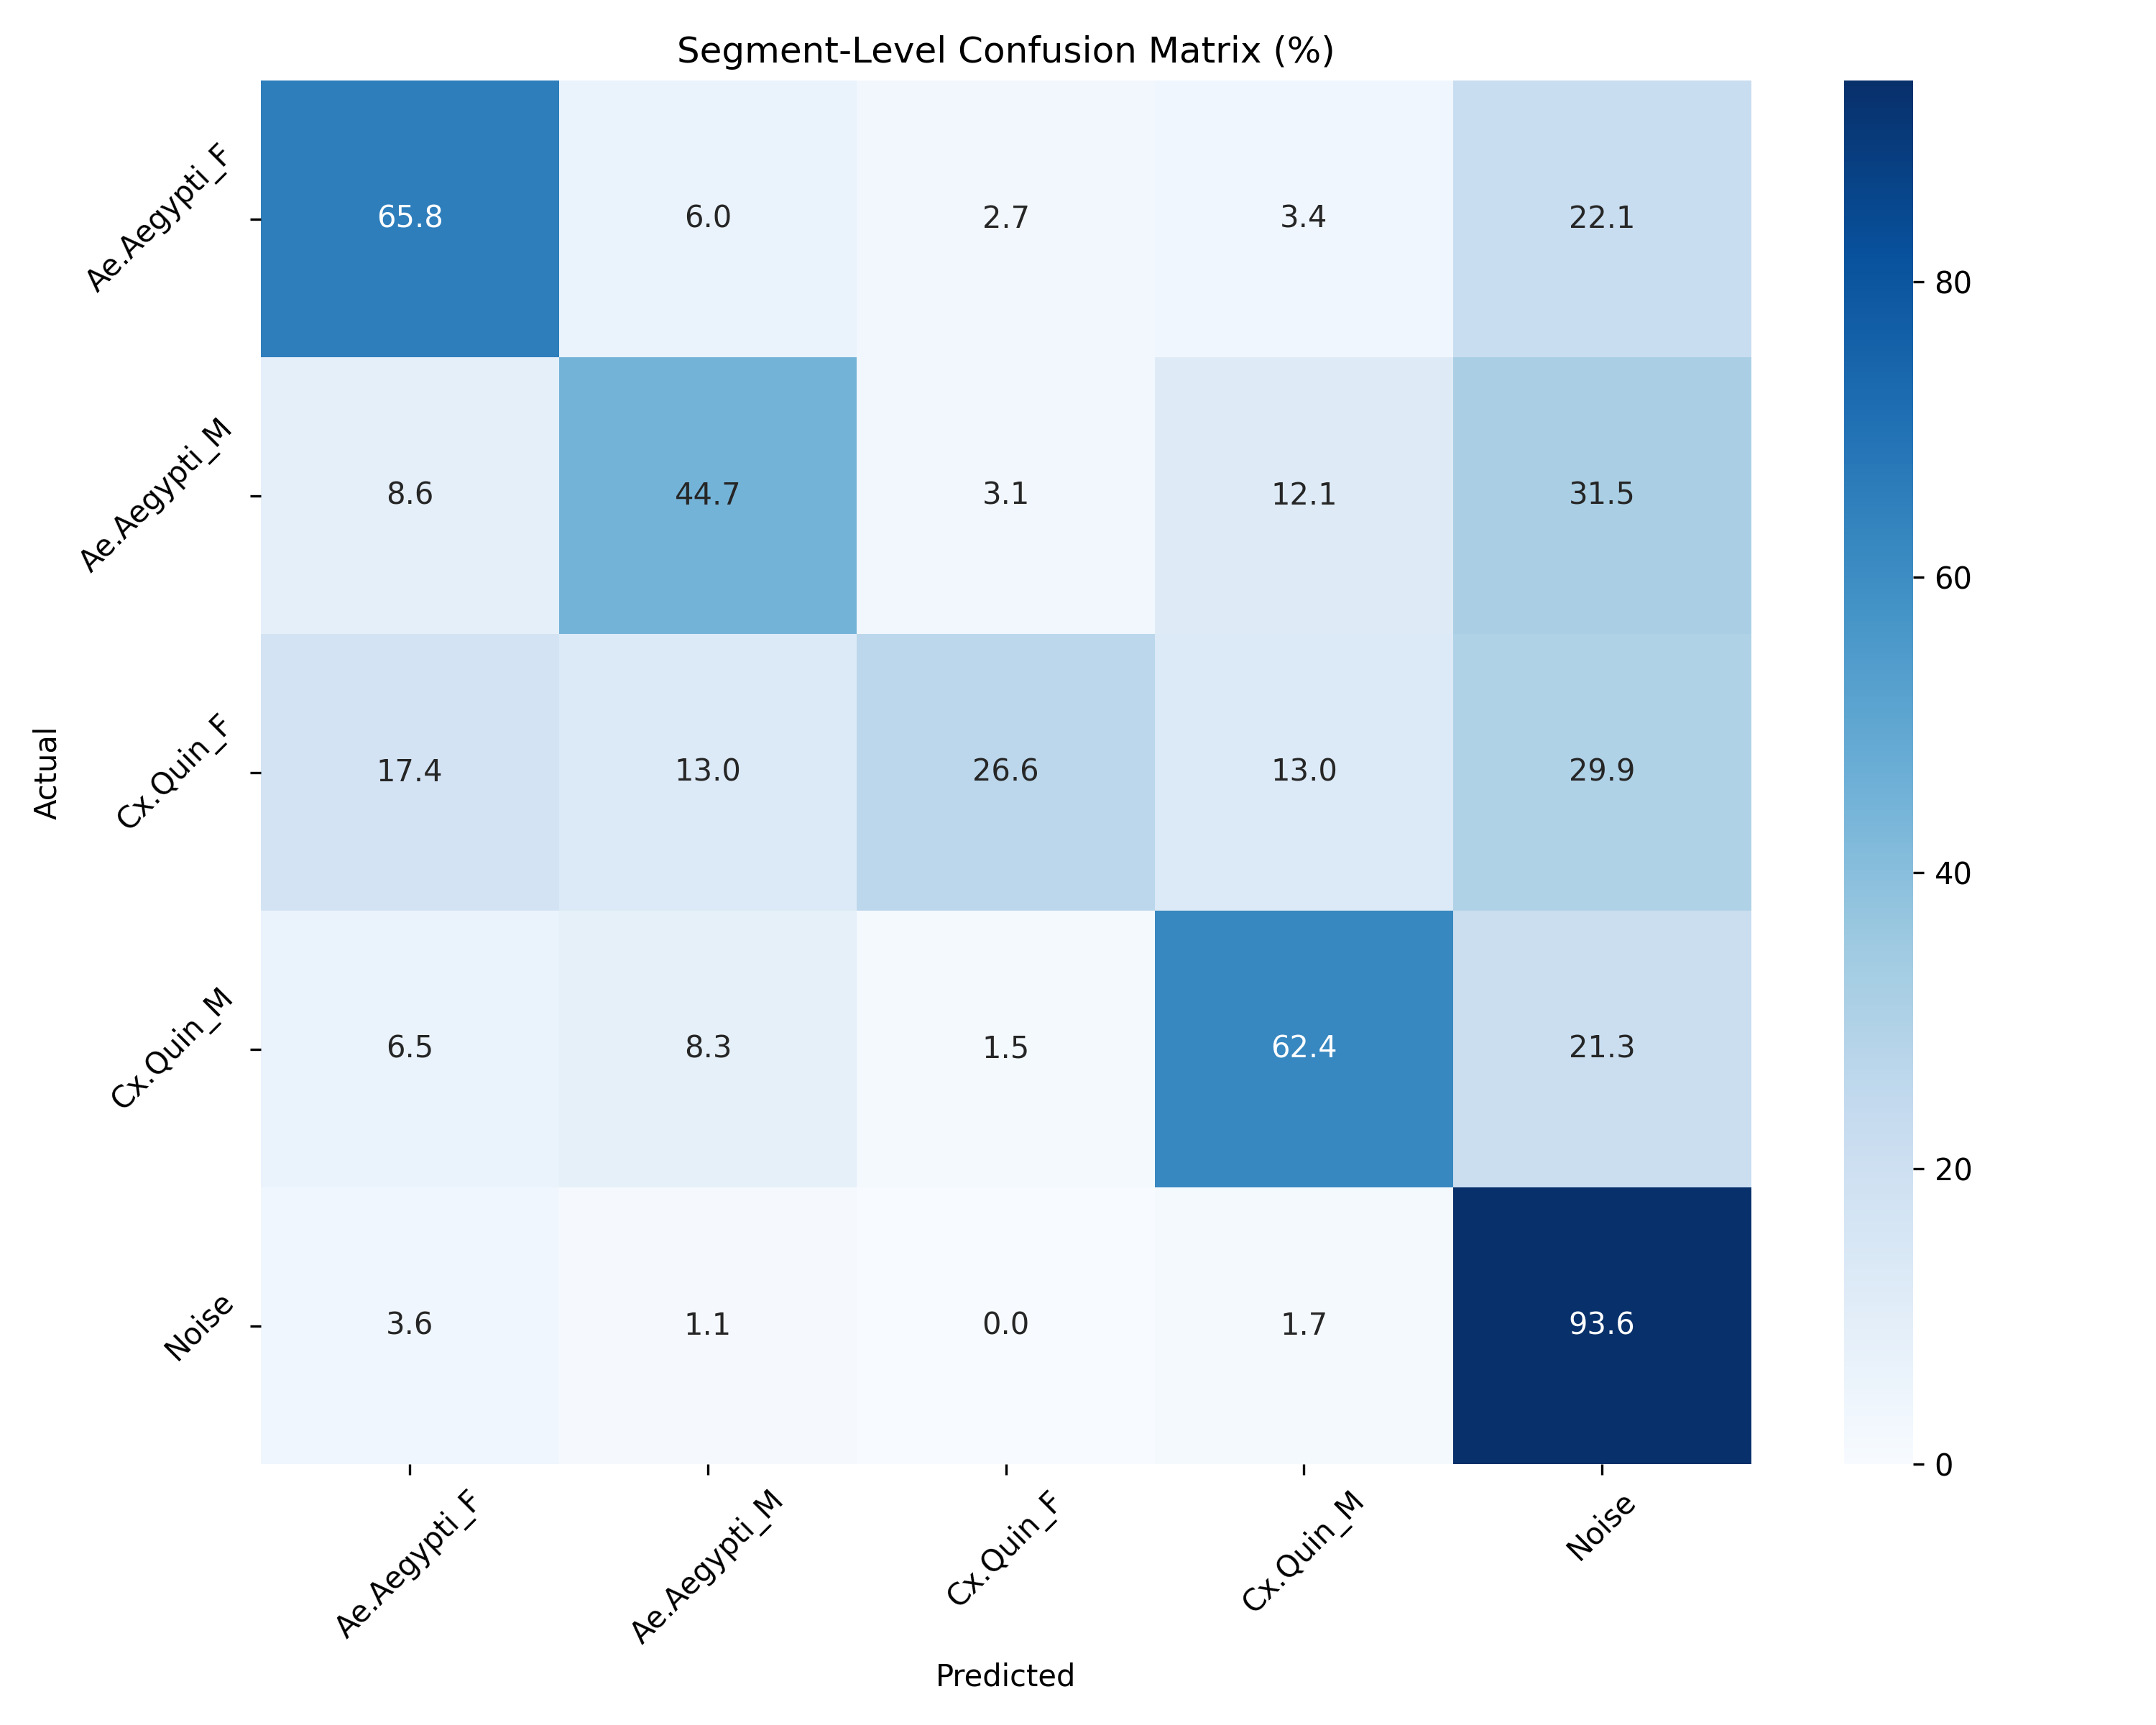 Segment-Level Confusion Matrix (%)
Actual
Ae.Aegypti_F
65.8 6.0 2.7 3.4 22.1
Ae.Aegypti_M
8.6 44.7 3.1 12.1 31.5
Cx.Quin_F
17.4 13.0 26.6 13.0 29.9
Cx.Quin_M
6.5 8.3 1.5 62.4 21.3
Noise
3.6 1.1 0.0 1.7 93.6
Ae.Aegypti_F
Ae.Aegypti_M
Cx.Quin_F
Cx.Quin_M
Noise
Predicted
80
60
40
20
0